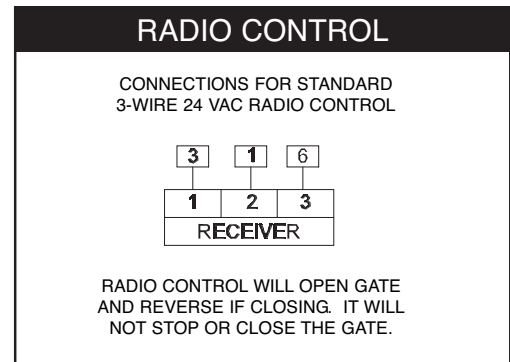 RADIO CONTROL
CONNECTIONS FOR STANDARD
3-WIRE 24 VAC RADIO CONTROL
3 1 6
1 2 3
RECEIVER
RADIO CONTROL WILL OPEN GATE
AND REVERSE IF CLOSING. IT WILL
NOT STOP OR CLOSE THE GATE.